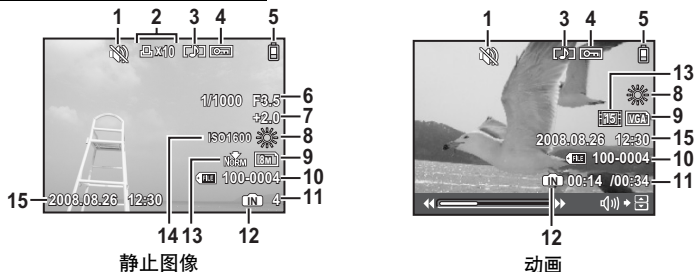 1 2 3 4 5
x10
1/1000 F3.5 6
+2.0 7
14 ISO1600 8
NORM 8M 9
FILE 100-0004 10
15 2008.08.26 12:30 IN 4 11
13 12
静止图像
1 3 4 5
13
8
15 VGA 9
2008.08.26 12:30 15
FILE 100-0004 10
IN 00:14 /00:34 11
12
动画